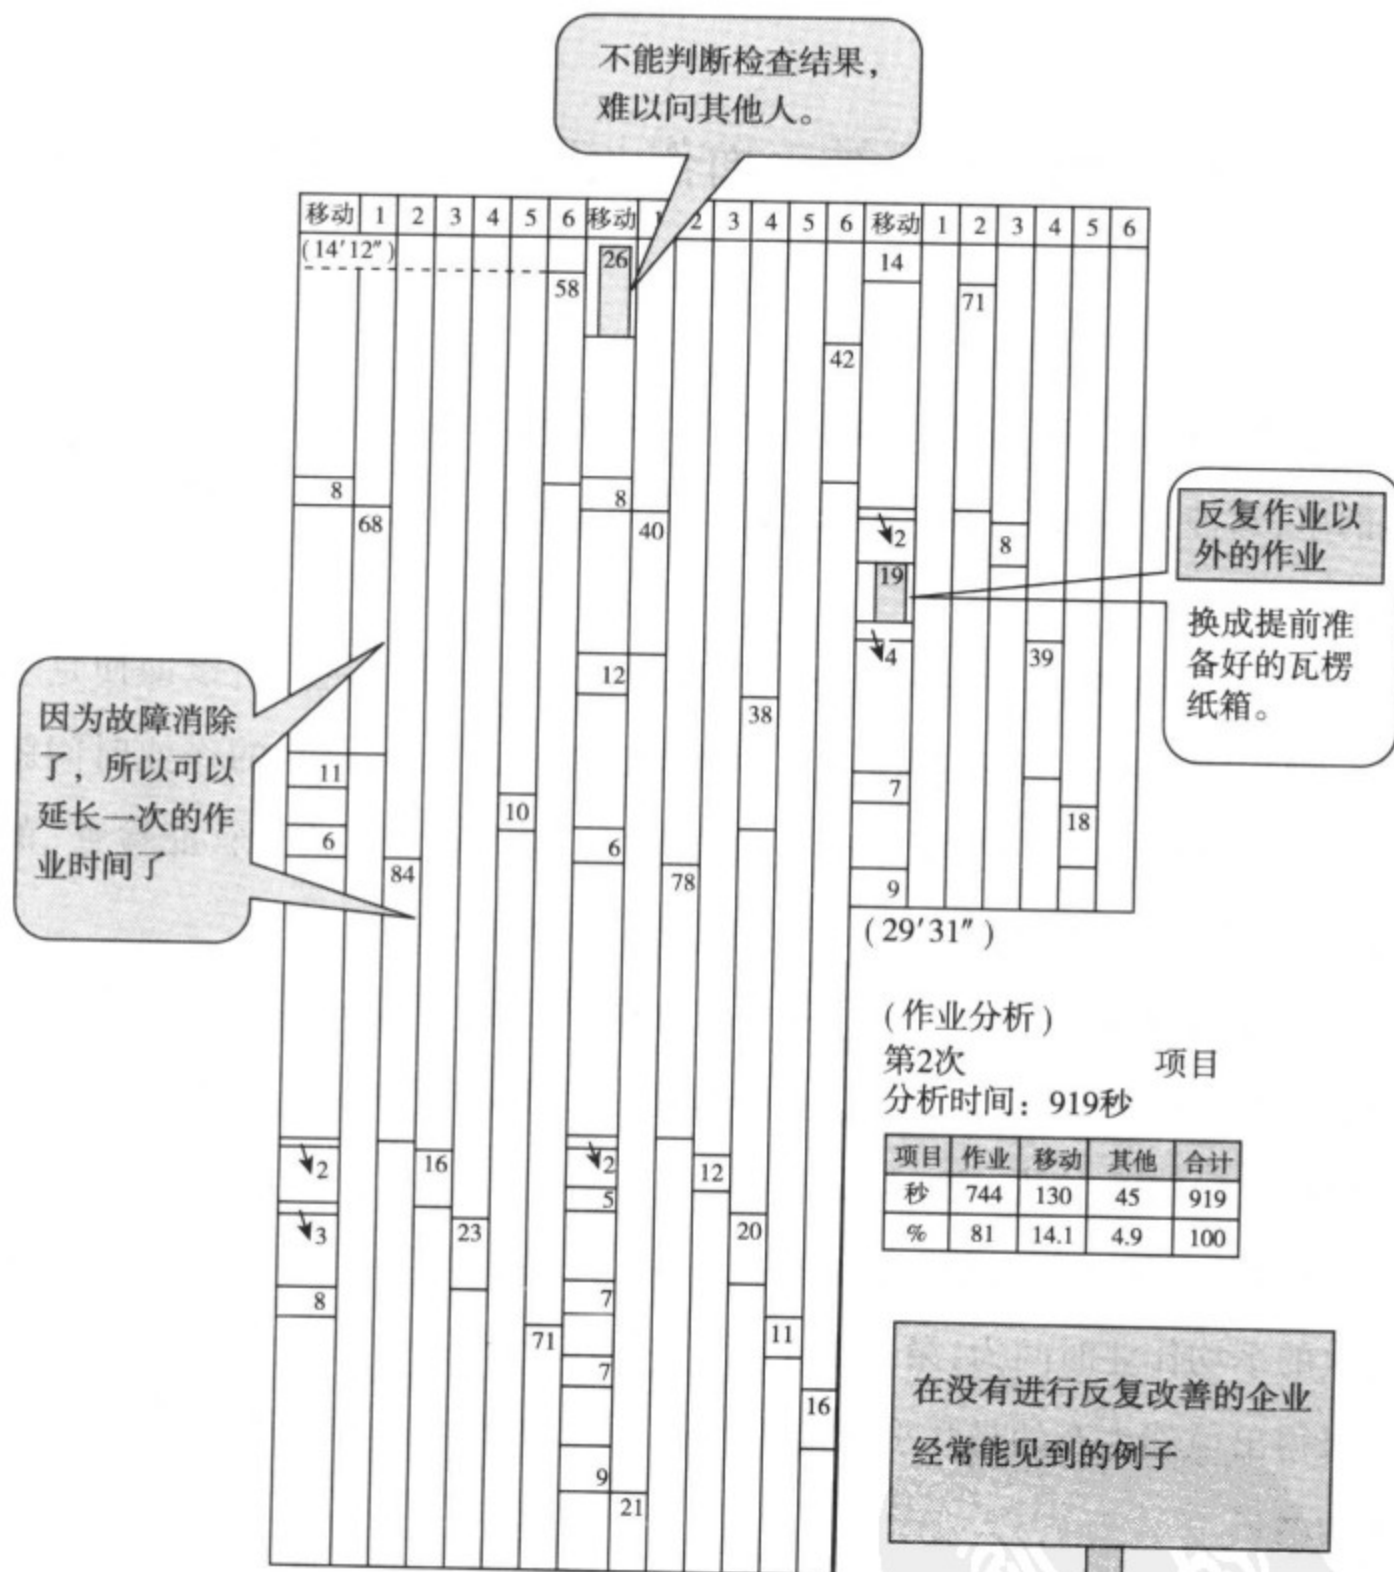 不能判断检查结果，
难以问其他人。
移动 1 2 3 4 5 6 移动 1 2 3 4 5 6 移动 1 2 3 4 5 6
(14′12″)
26
14
58
71
42
8
8
68
40
2
8
反复作业以
外的作业
19
换成提前准
备好的瓦楞
纸箱。
4
39
12
38
因为故障消除
了，所以可以
延长一次的作
业时间了
11
7
10
18
6
6
84
78
9
(29′31″)
(作业分析)
第2次 项目
分析时间：919秒
项目 作业 移动 其他 合计
秒 744 130 45 919
% 81 14.1 4.9 100
2
16
2
12
5
3
23
20
8
7
71
11
7
16
9
21
在没有进行反复改善的企业
经常能见到的例子